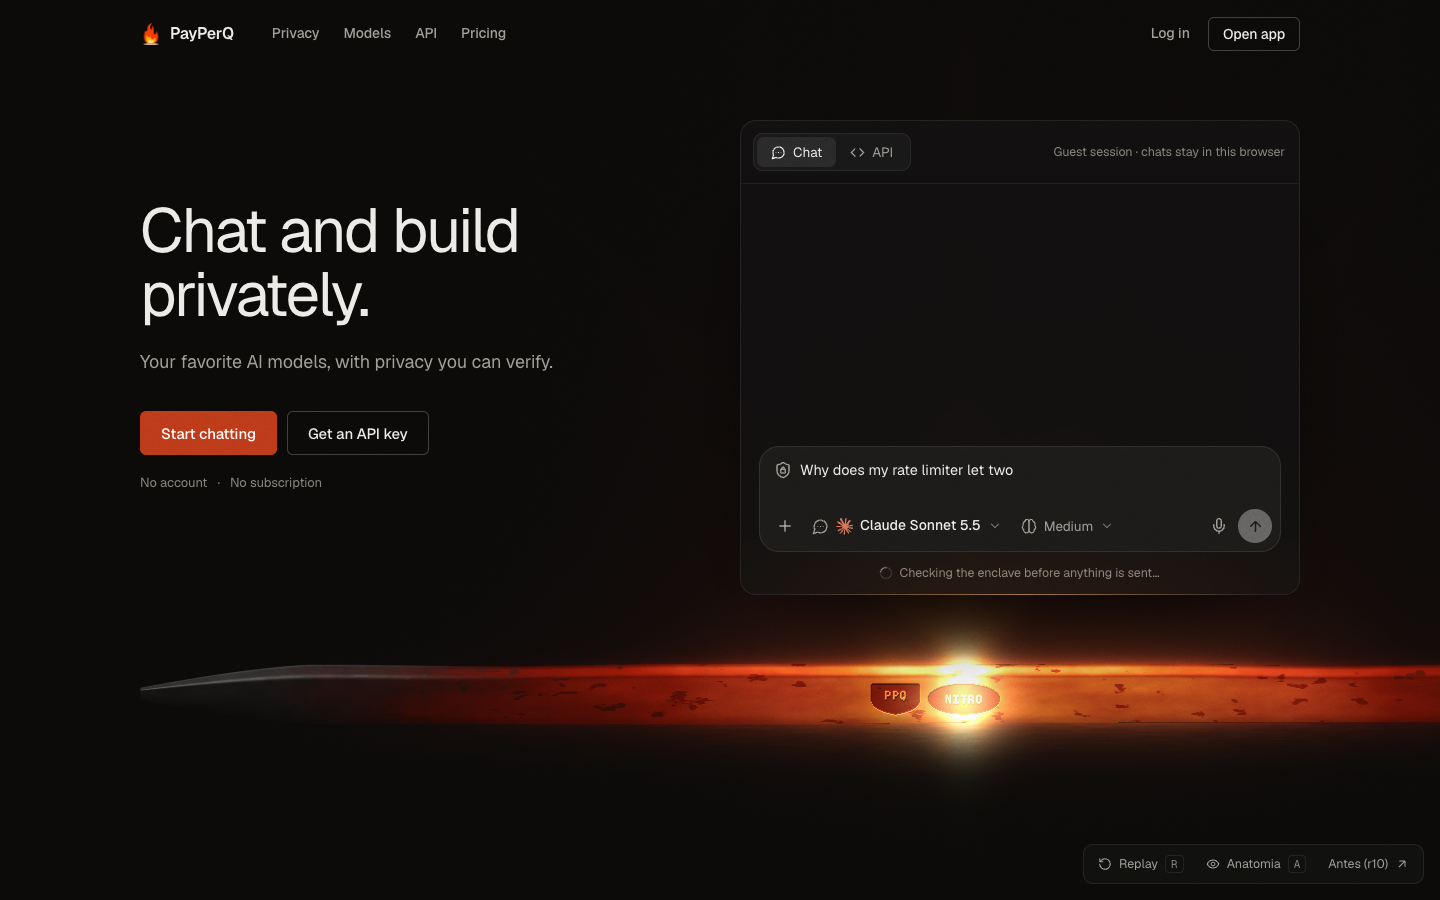 PayPerQ
Privacy
Models
API
Pricing
Log in
Open app
Chat and build
privately.
Your favorite AI models, with privacy you can verify.
Start chatting
Get an API key
No account · No subscription
Chat
API
Guest session · chats stay in this browser
Why does my rate limiter let two
Claude Sonnet 5.5
Medium
Checking the enclave before anything is sent…
PPQ
NITRO
Replay R
Anatomia A
Antes (r10)